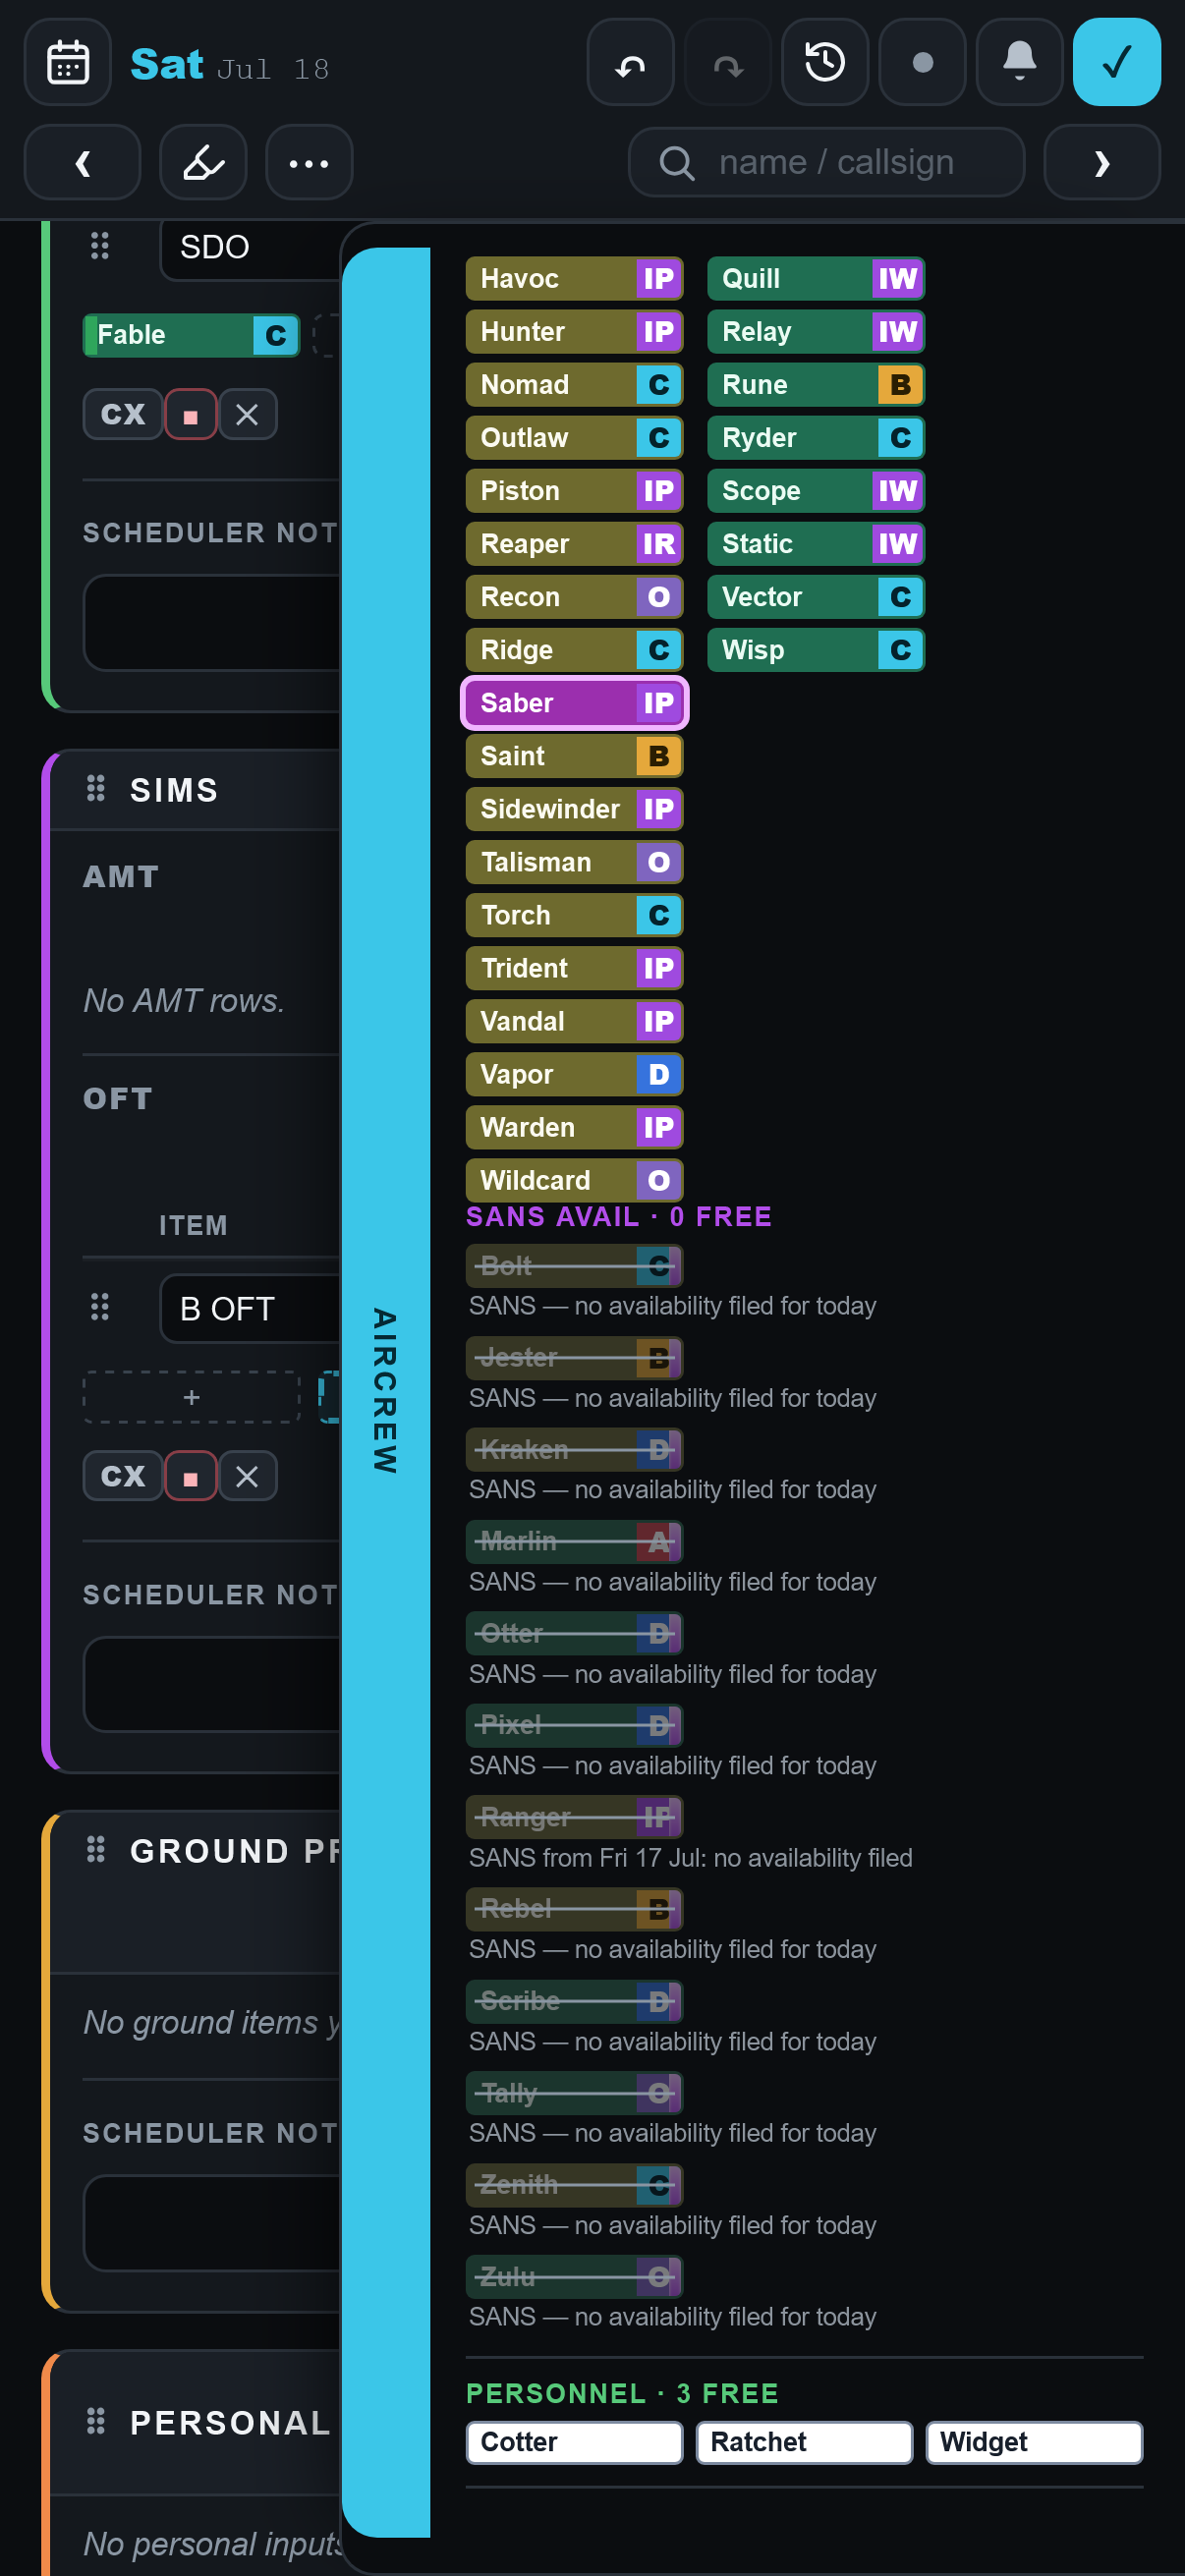 Sat Jul 18
name / callsign
SDO
Fable C
CX
SCHEDULER NOT
SIMS
AMT
No AMT rows.
OFT
ITEM
B OFT
+
CX
SCHEDULER NOT
GROUND PR
No ground items y
SCHEDULER NOT
PERSONAL
No personal inputs
AIRCREW
Havoc IP Quill IW
Hunter IP Relay IW
Nomad C Rune B
Outlaw C Ryder C
Piston IP Scope IW
Reaper IR Static IW
Recon O Vector C
Ridge C Wisp C
Saber IP
Saint B
Sidewinder IP
Talisman O
Torch C
Trident IP
Vandal IP
Vapor D
Warden IP
Wildcard O
SANS AVAIL · 0 FREE
Bolt C
SANS — no availability filed for today
Jester B
SANS — no availability filed for today
Kraken D
SANS — no availability filed for today
Marlin A
SANS — no availability filed for today
Otter D
SANS — no availability filed for today
Pixel D
SANS — no availability filed for today
Ranger IP
SANS from Fri 17 Jul: no availability filed
Rebel B
SANS — no availability filed for today
Scribe D
SANS — no availability filed for today
Tally O
SANS — no availability filed for today
Zenith C
SANS — no availability filed for today
Zulu O
SANS — no availability filed for today
PERSONNEL · 3 FREE
Cotter Ratchet Widget